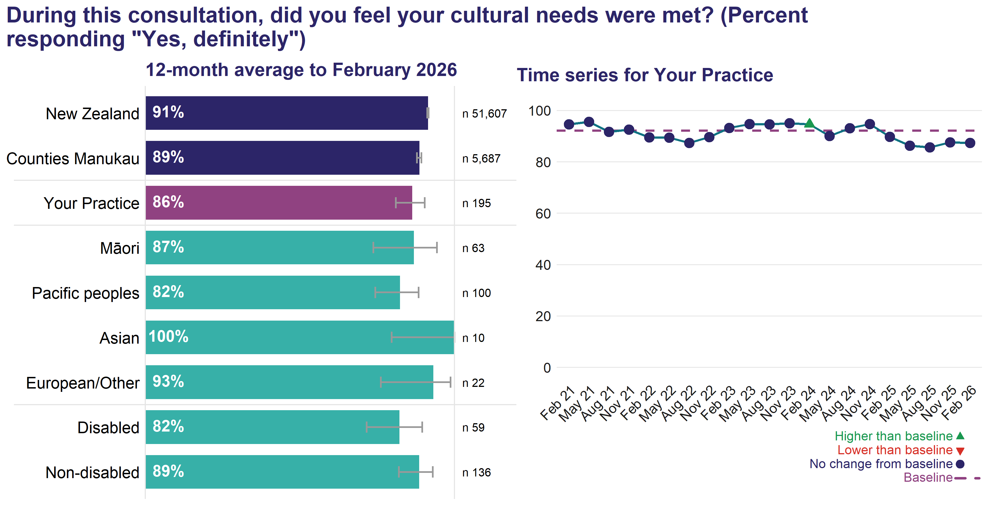 During this consultation, did you feel your cultural needs were met? (Percent
responding "Yes, definitely")
12-month average to February 2026
New Zealand 91% n 51,607
Counties Manukau 89% n 5,687
Your Practice 86% n 195
Māori 87% n 63
Pacific peoples 82% n 100
Asian 100% n 10
European/Other 93% n 22
Disabled 82% n 59
Non-disabled 89% n 136
Time series for Your Practice
100
80
60
40
20
0
Feb 21
May 21
Aug 21
Nov 21
Feb 22
May 22
Aug 22
Nov 22
Feb 23
May 23
Aug 23
Nov 23
Feb 24
May 24
Aug 24
Nov 24
Feb 25
May 25
Aug 25
Nov 25
Feb 26
Higher than baseline
Lower than baseline
No change from baseline
Baseline